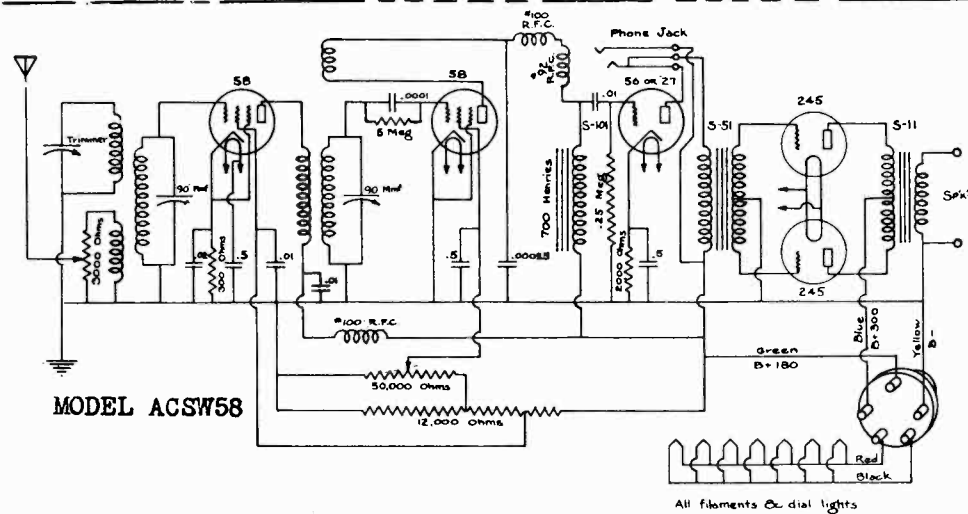 #100
R.F.C.
#92
R.F.C.
Phone Jack
58
58
56 or '27
245
.0001
5 Meg
.01
S-101
S-51
S-11
Trimmer
90 Mmf
90 Mmf
700 Henries
.25 Meg
Spk'r
3000 Ohms
.02
300 Ohms
.5
.01
.01
.5
.00025
2000 Ohms
.5
245
#100 R.F.C.
Blue
B+300
Yellow
B-
Green
B+180
50,000 Ohms
MODEL ACSW58
12,000 Ohms
Red
Black
All filaments & dial lights